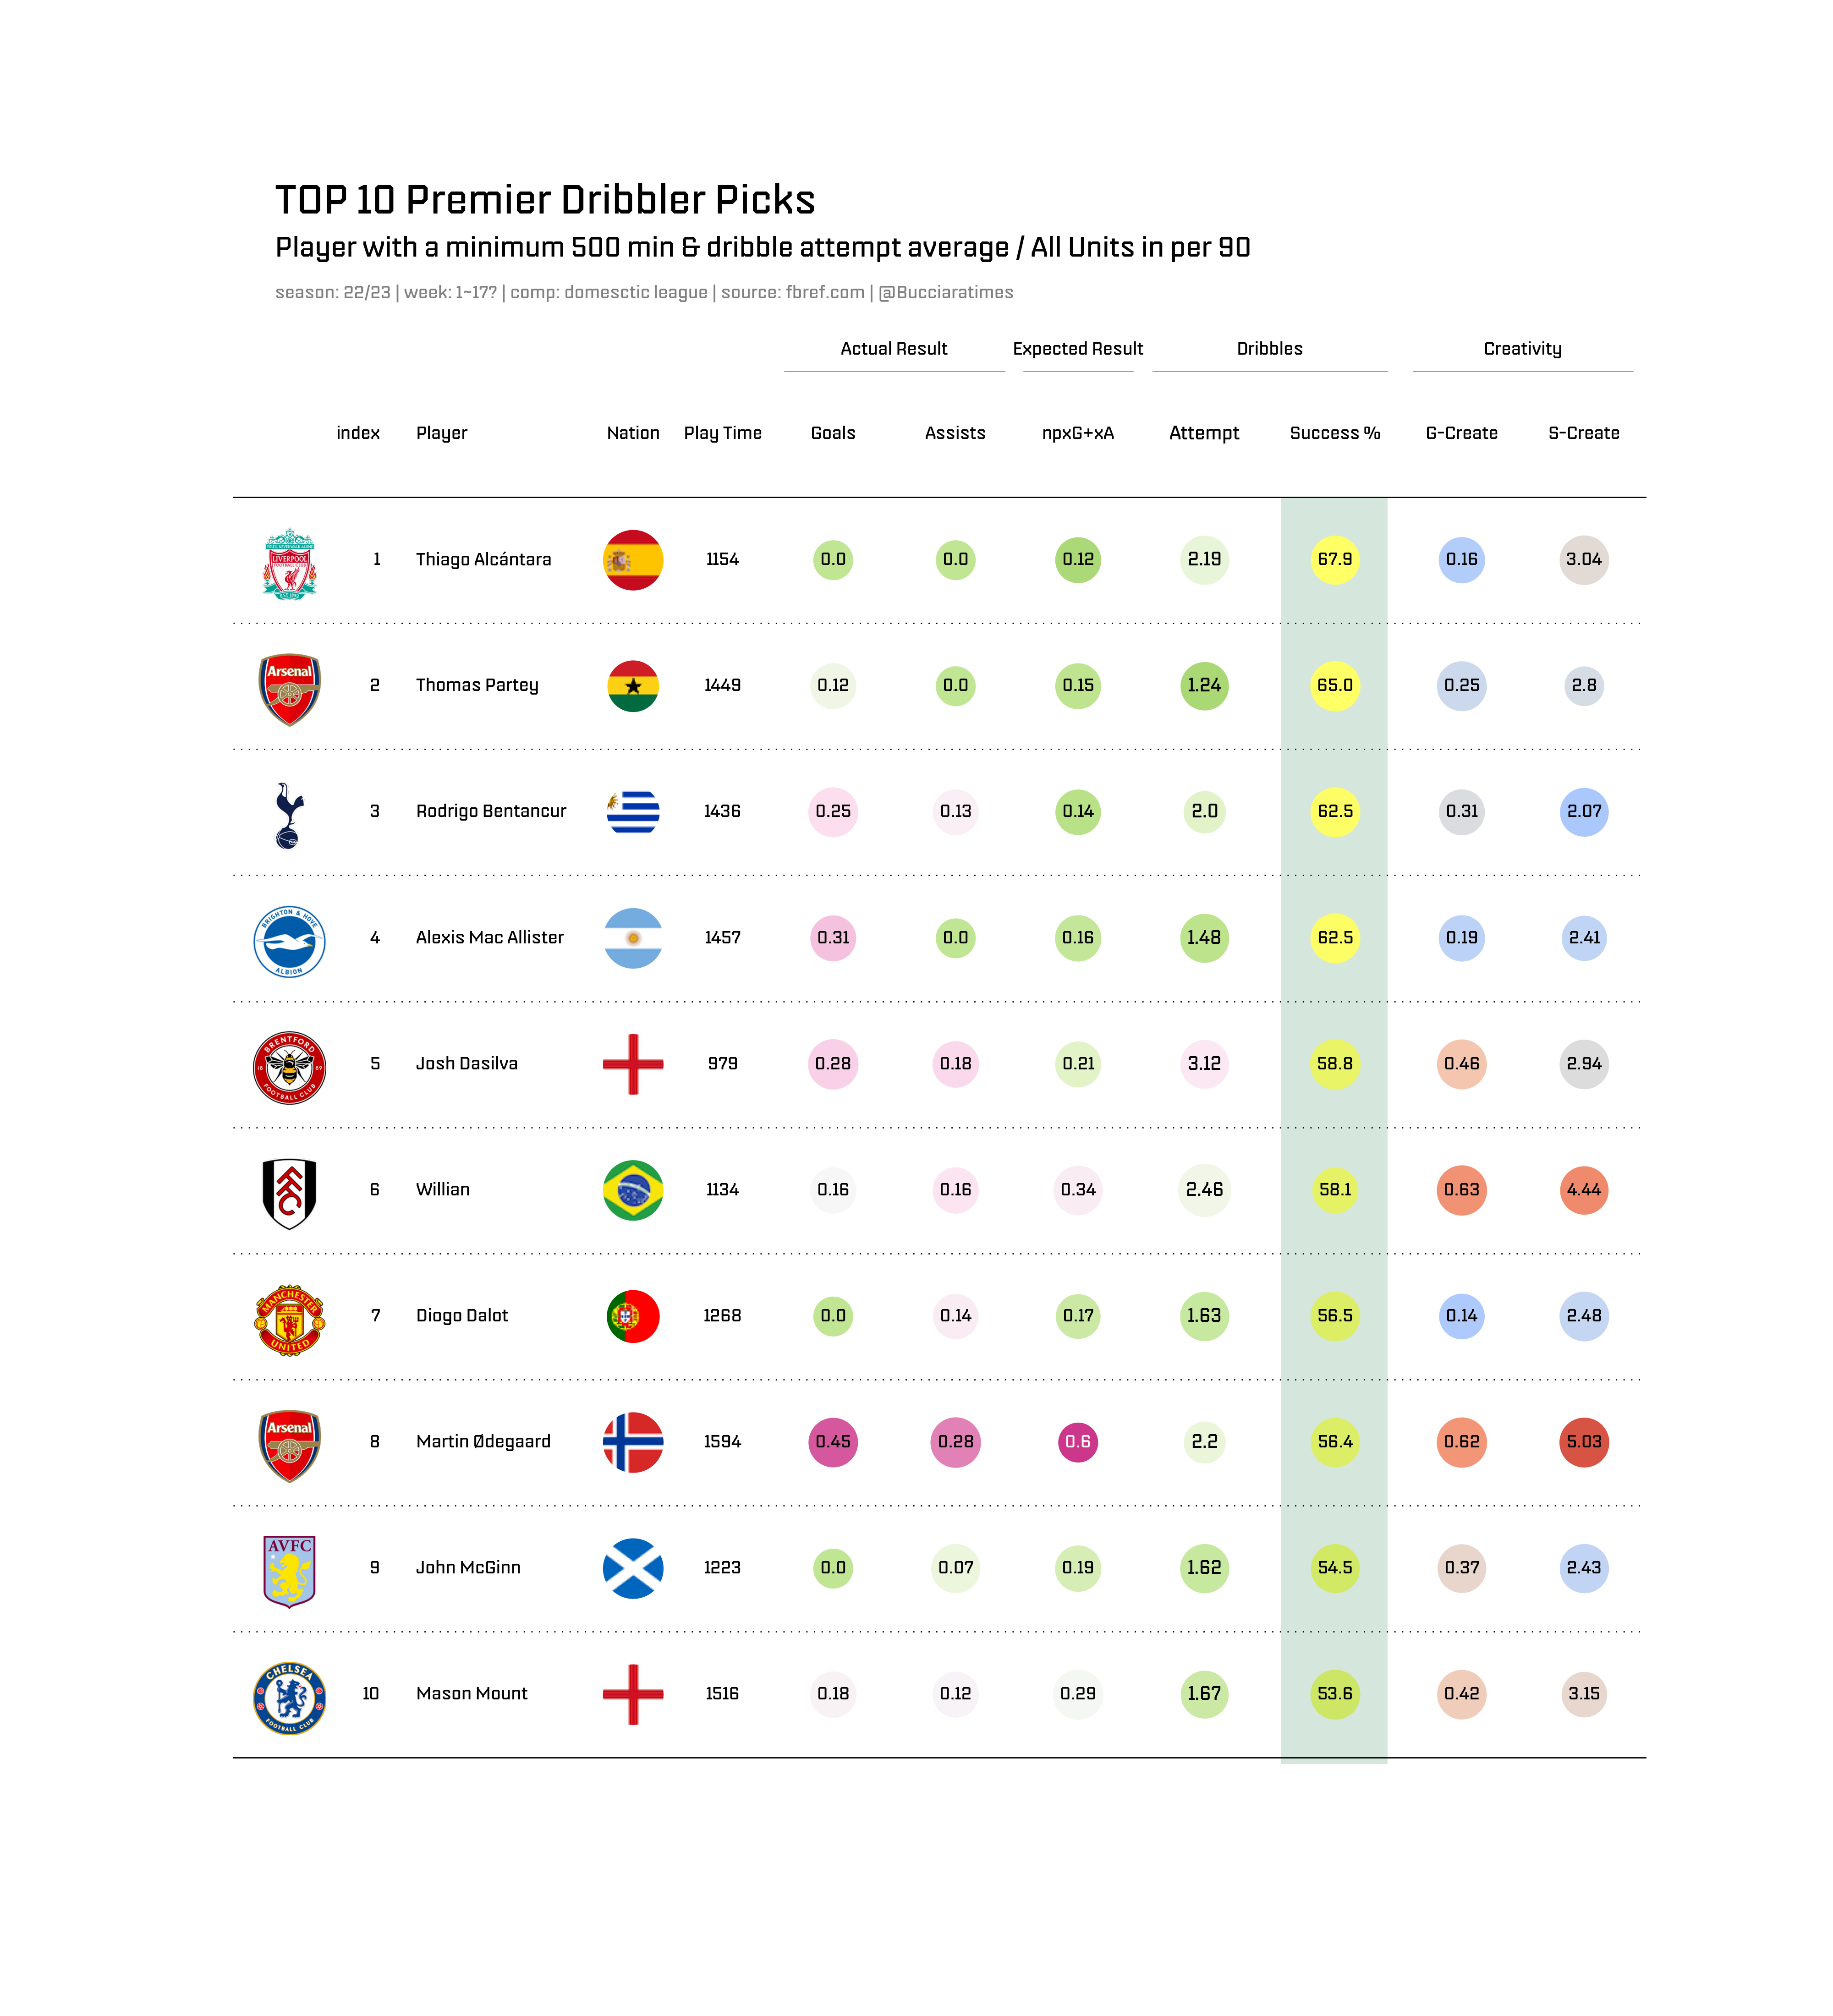 TOP 10 Premier Dribbler Picks
Player with a minimum 500 min & dribble attempt average / All Units in per 90
season: 22/23 | week: 1~17? | comp: domesctic league | source: fbref.com | @Bucciaratimes
Actual Result Expected Result Dribbles Creativity
index Player Nation Play Time Goals Assists npxG+xA Attempt Success % G-Create S-Create
LIVERPOOL FOOTBALL CLUB EST 1892 1 Thiago Alcántara 1154 0.0 0.0 0.12 2.19 67.9 0.16 3.04
Arsenal 2 Thomas Partey 1449 0.12 0.0 0.15 1.24 65.0 0.25 2.8
3 Rodrigo Bentancur 1436 0.25 0.13 0.14 2.0 62.5 0.31 2.07
BRIGHTON & HOVE ALBION 4 Alexis Mac Allister 1457 0.31 0.0 0.16 1.48 62.5 0.19 2.41
BRENTFORD 18 89 FOOTBALL CLUB 5 Josh Dasilva 979 0.28 0.18 0.21 3.12 58.8 0.46 2.94
FFC 6 Willian 1134 0.16 0.16 0.34 2.46 58.1 0.63 4.44
MANCHESTER UNITED 7 Diogo Dalot 1268 0.0 0.14 0.17 1.63 56.5 0.14 2.48
Arsenal 8 Martin Ødegaard 1594 0.45 0.28 0.6 2.2 56.4 0.62 5.03
AVFC 9 John McGinn 1223 0.0 0.07 0.19 1.62 54.5 0.37 2.43
CHELSEA FOOTBALL CLUB 10 Mason Mount 1516 0.18 0.12 0.29 1.67 53.6 0.42 3.15